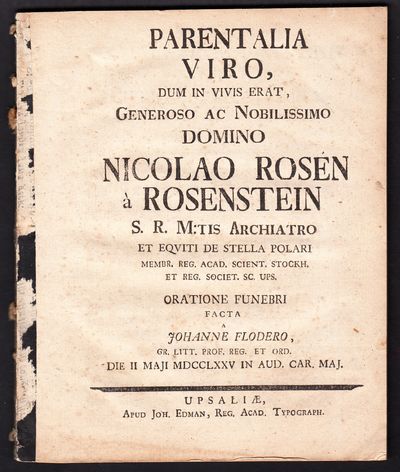 PARENTALIA
VIRO,
DUM IN VIVIS ERAT,
GENEROSO AC NOBILISSIMO
DOMINO
NICOLAO ROSÉN
à ROSENSTEIN
S. R. M:TIS ARCHIATRO
ET EQVITI DE STELLA POLARI
MEMBR. REG. ACAD. SCIENT. STOCKH.
ET REG. SOCIET. SC. UPS.
ORATIONE FUNEBRI
FACTA
A
JOHANNE FLODERO,
GR. LITT. PROF. REG. ET ORD.
DIE II MAJI MDCCLXXV IN AUD. CAR. MAJ.
UPSALIÆ,
APUD JOH. EDMAN, REG. ACAD. TYPOGRAPH.